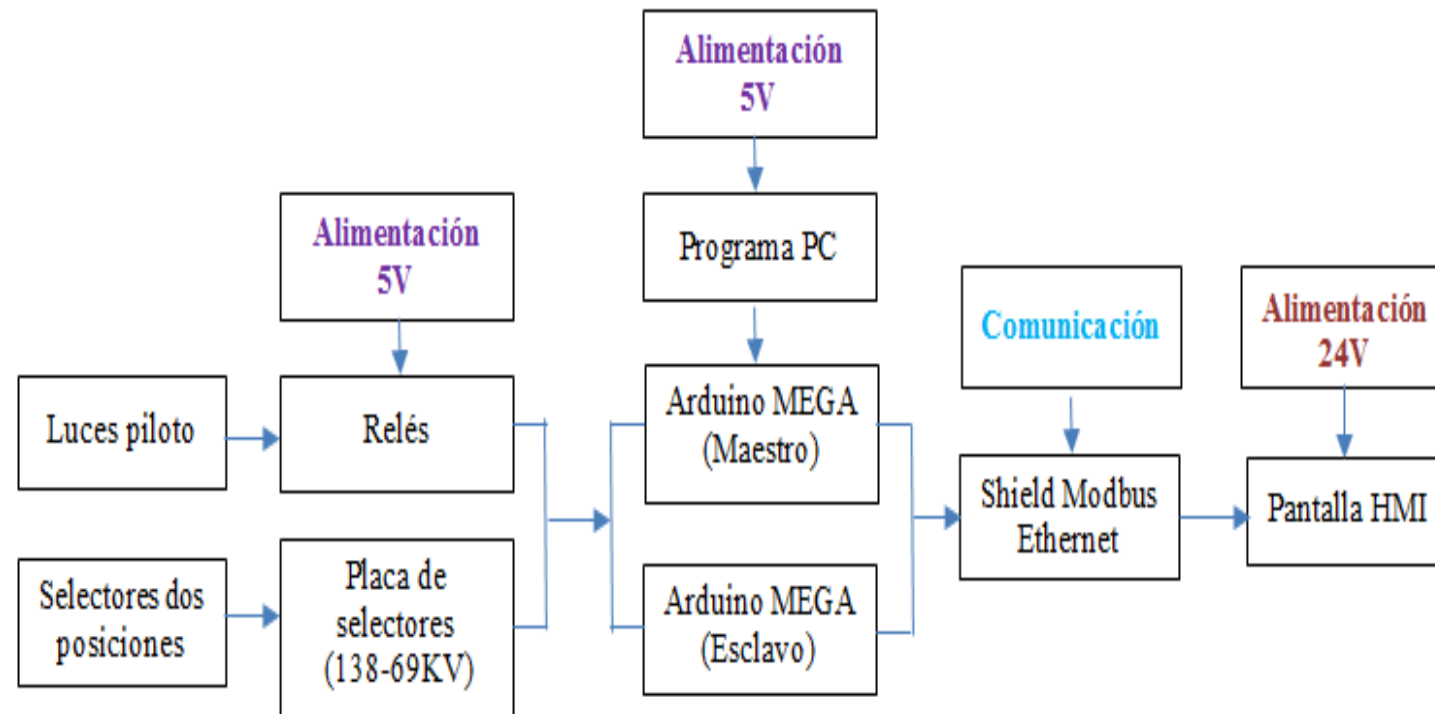 Alimentación
5V
Alimentación
5V
Programa PC
Comunicación
Alimentación
24V
Luces piloto
Relés
Arduino MEGA
(Maestro)
Shield Modbus
Ethernet
Pantalla HMI
Selectores dos
posiciones
Placa de
selectores
(138-69KV)
Arduino MEGA
(Esclavo)